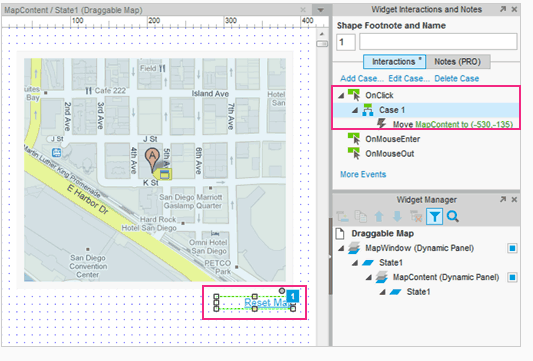 MapContent / State1 (Draggable Map)
100
200
300
400
Field
Cafe 222
Island Ave
Suites
Bay
2nd Ave
3rd Ave
7th Ave
J St
J St
4th Ave
5th Ave
6th Ave
A
Martin Luther King Promenade
K St
E Harbor Dr
San Diego Marriott
Gaslamp Quarter
Hard Rock
Hotel San Diego
Omni Hotel
San Diego
San Diego
Convention
Center
PETCO
Park
1
Reset Map
Widget Interactions and Notes
Shape Footnote and Name
1
Interactions *
Notes (PRO)
Add Case... Edit Case... Delete Case
OnClick
Case 1
Move MapContent to (-530,-135)
OnMouseEnter
OnMouseOut
More Events
Widget Manager
Draggable Map
MapWindow (Dynamic Panel)
State1
MapContent (Dynamic Panel)
State1